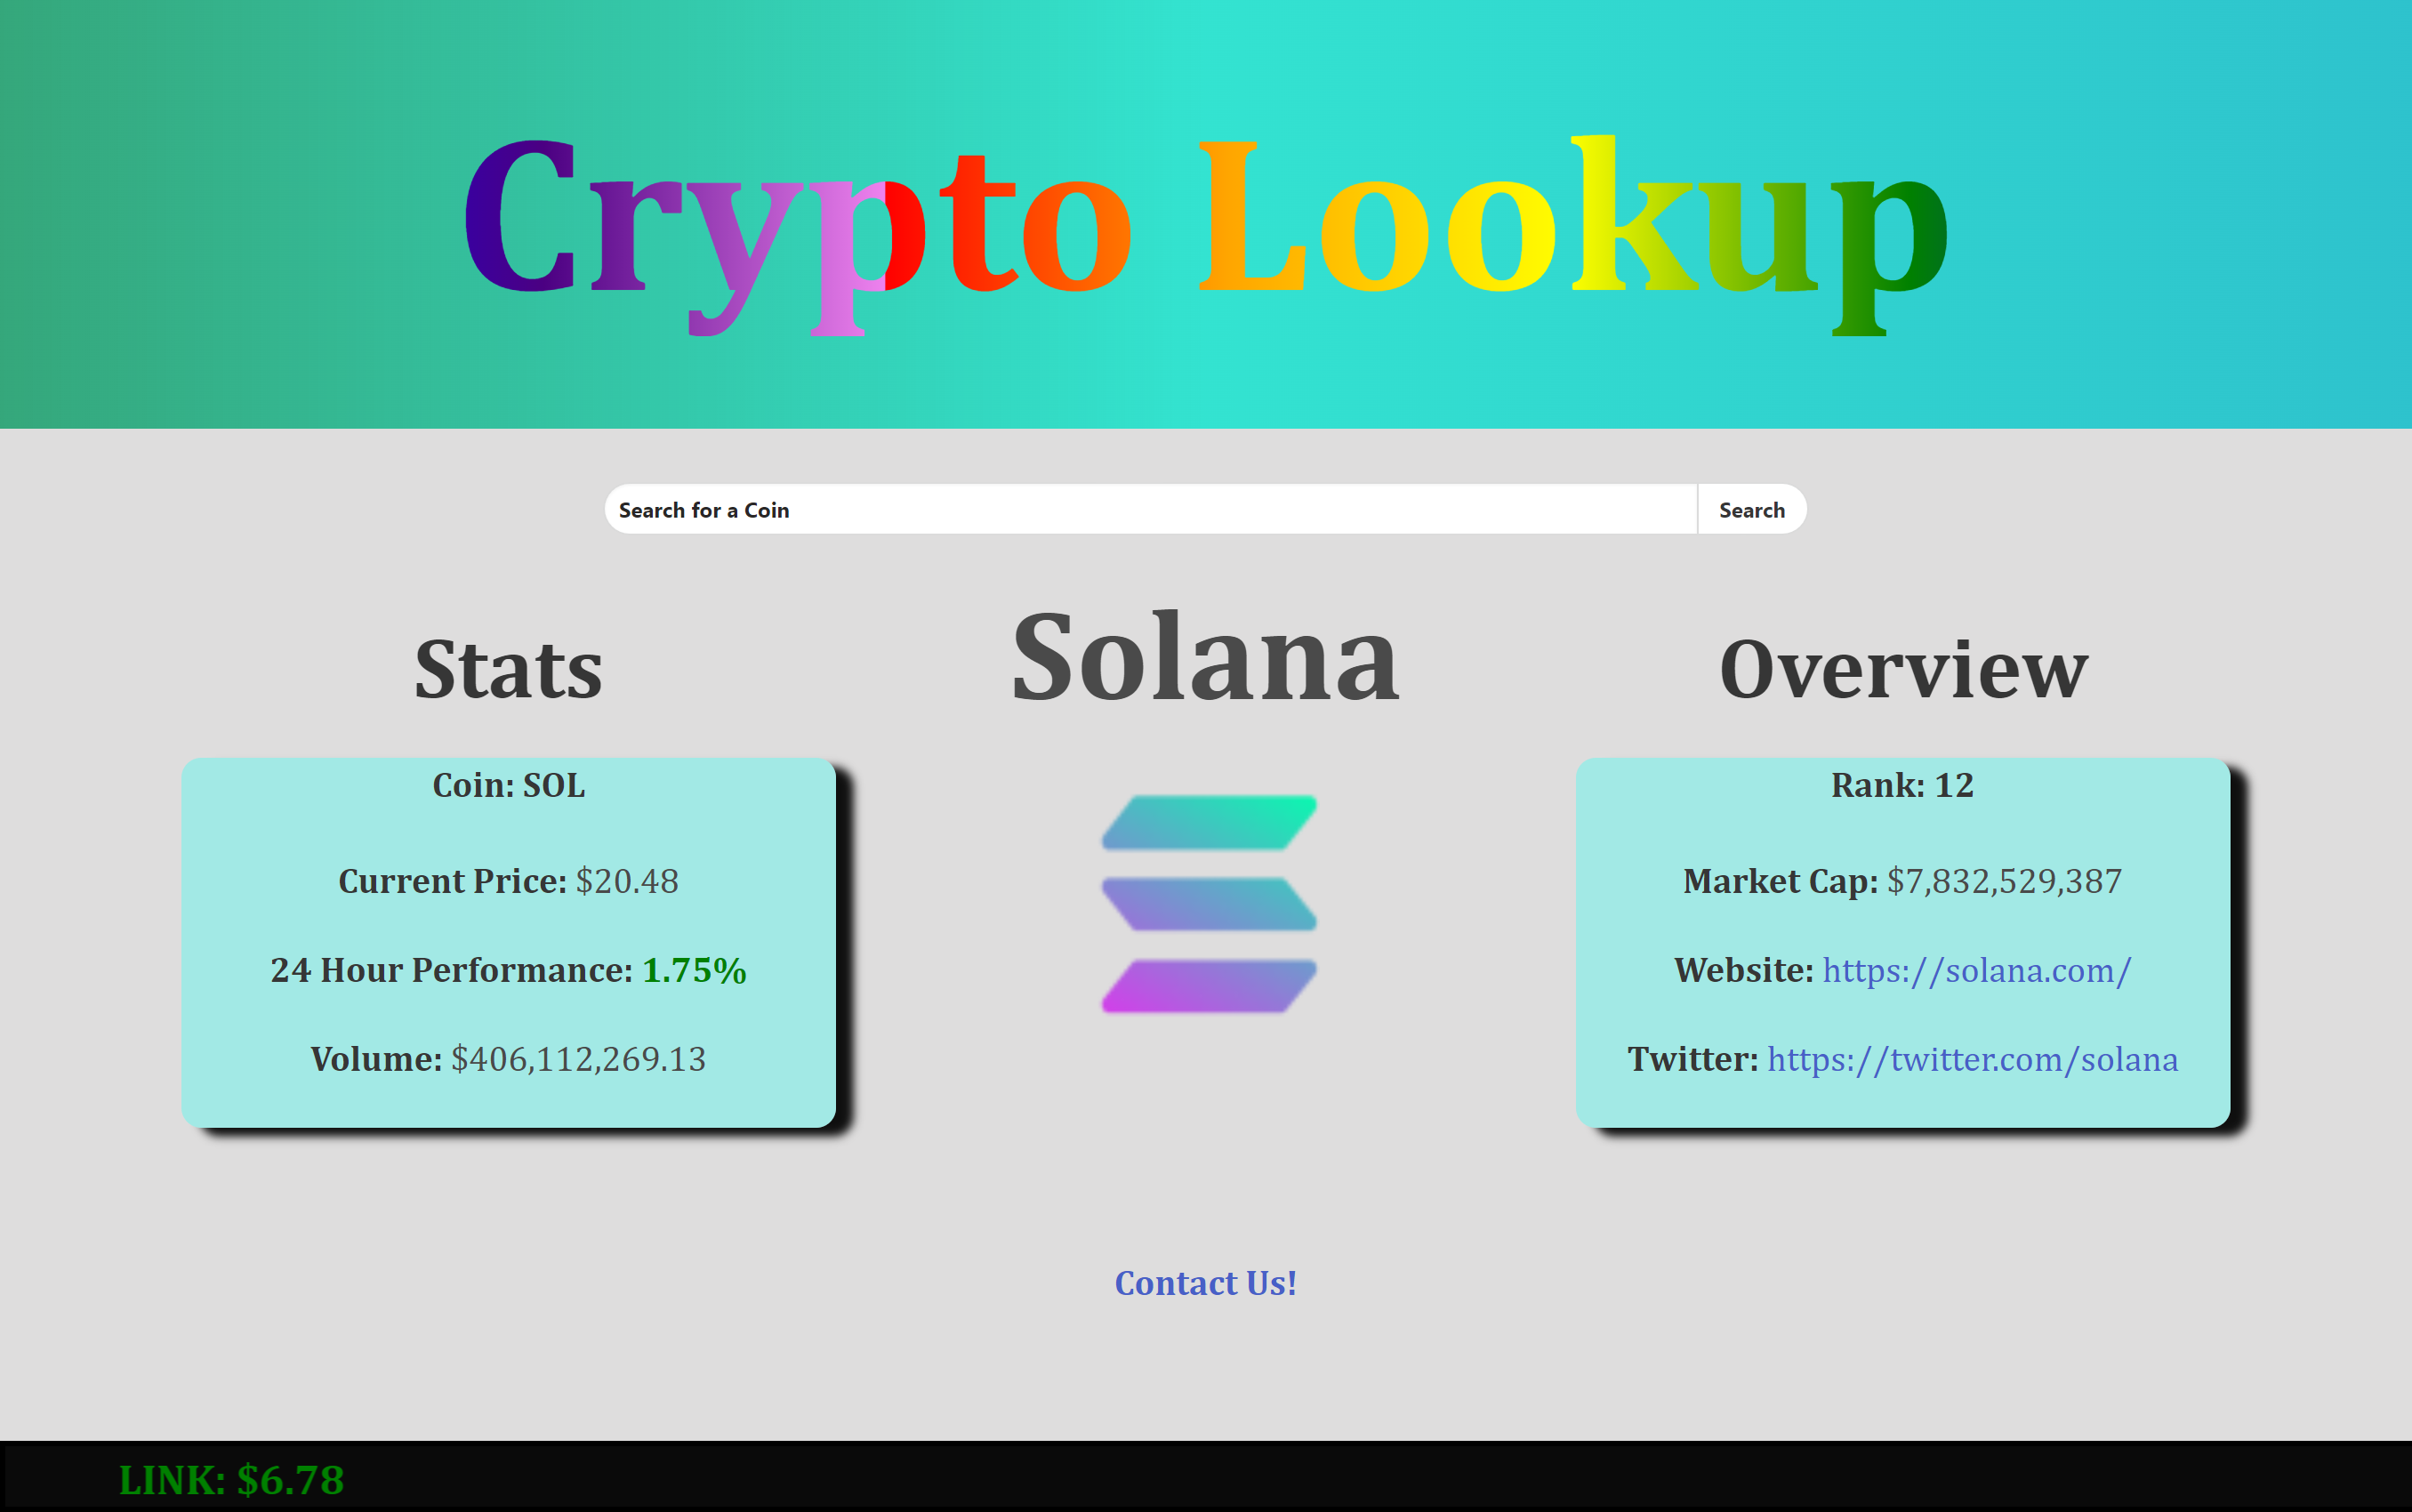 Crypto Lookup
Search for a Coin
Search
Stats
Coin: SOL
Current Price: $20.48
24 Hour Performance: 1.75%
Volume: $406,112,269.13
Solana
Overview
Rank: 12
Market Cap: $7,832,529,387
Website: https://solana.com/
Twitter: https://twitter.com/solana
Contact Us!
LINK: $6.78